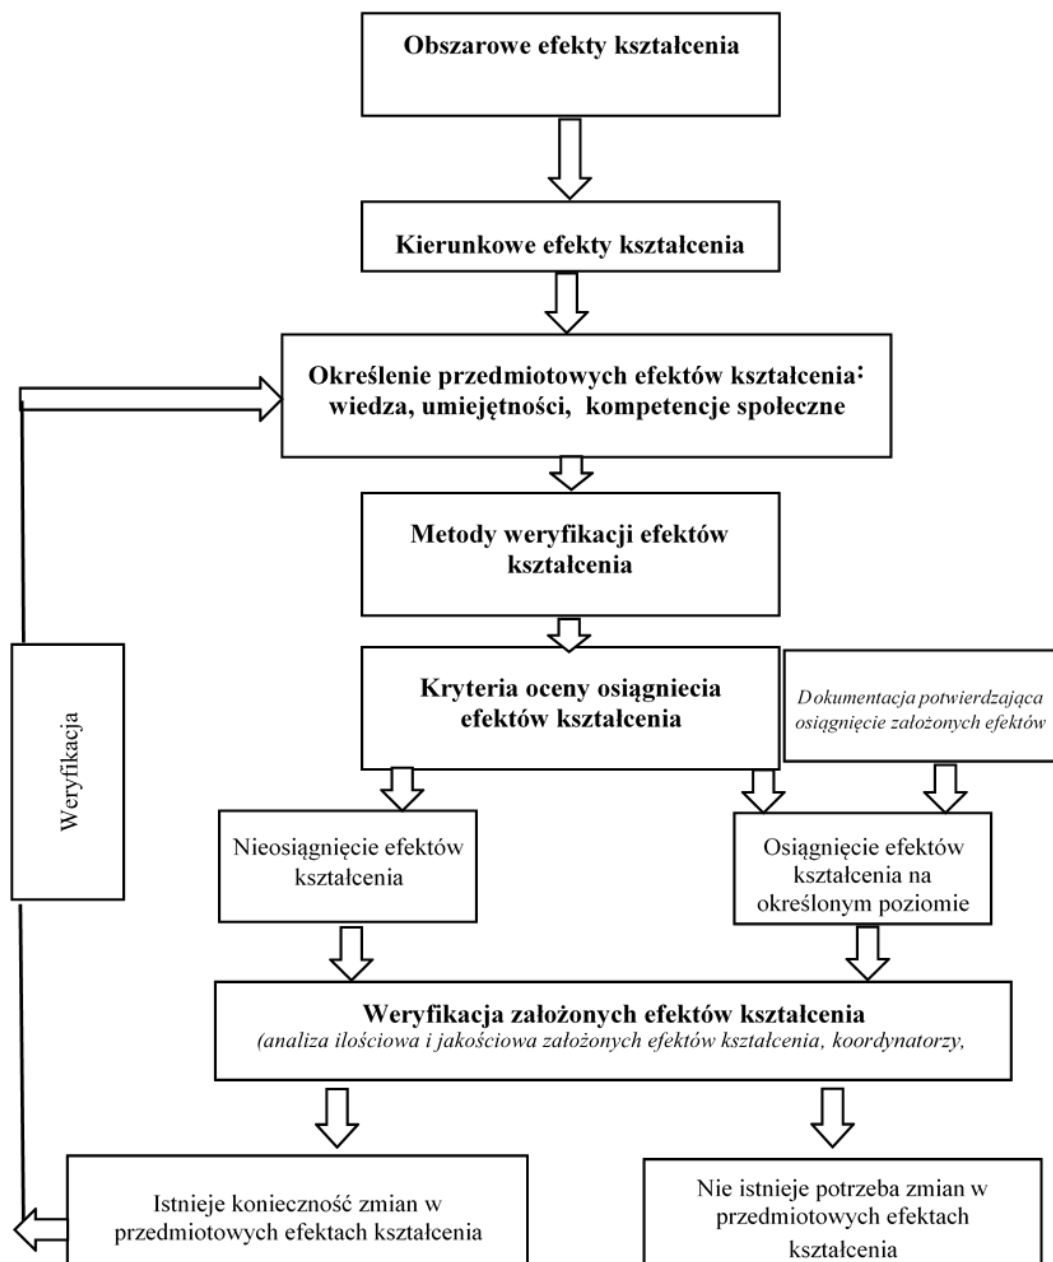 Obszarowe efekty kształcenia
Kierunkowe efekty kształcenia
Określenie przedmiotowych efektów kształcenia:
wiedza, umiejętności, kompetencje społeczne
Metody weryfikacji efektów
kształcenia
Kryteria oceny osiągniecia
efektów kształcenia
Dokumentacja potwierdzająca
osiągnięcie założonych efektów
Weryfikacja
Nieosiągnięcie efektów
kształcenia
Osiągnięcie efektów
kształcenia na
określonym poziomie
Weryfikacja założonych efektów kształcenia
(analiza ilościowa i jakościowa założonych efektów kształcenia, koordynatorzy,
Istnieje konieczność zmian w
przedmiotowych efektach kształcenia
Nie istnieje potrzeba zmian w
przedmiotowych efektach
kształcenia